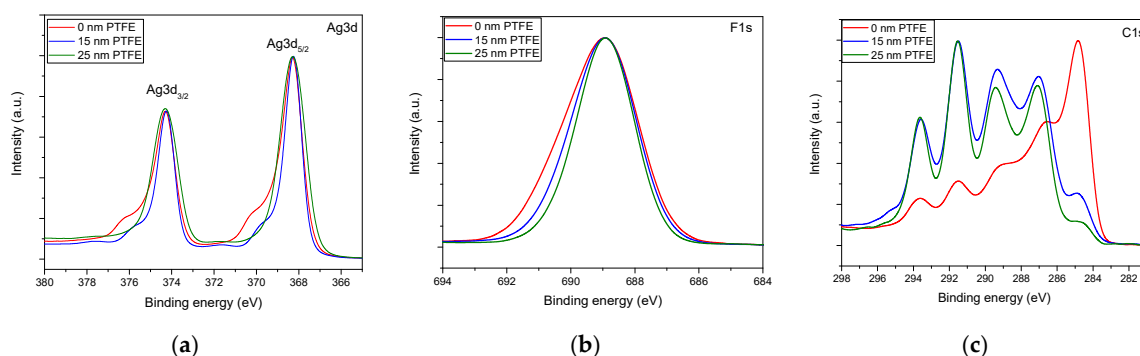 0 nm PTFE
15 nm PTFE
25 nm PTFE
Ag3d
Ag3d5/2
Ag3d3/2
Intensity (a.u.)
380 378 376 374 372 370 368 366
Binding energy (eV)
(a)
0 nm PTFE
15 nm PTFE
25 nm PTFE
F1s
Intensity (a.u.)
694 692 690 688 686 684
Binding energy (eV)
(b)
0 nm PTFE
15 nm PTFE
25 nm PTFE
C1s
Intensity (a.u.)
298 296 294 292 290 288 286 284 282
Binding energy (eV)
(c)